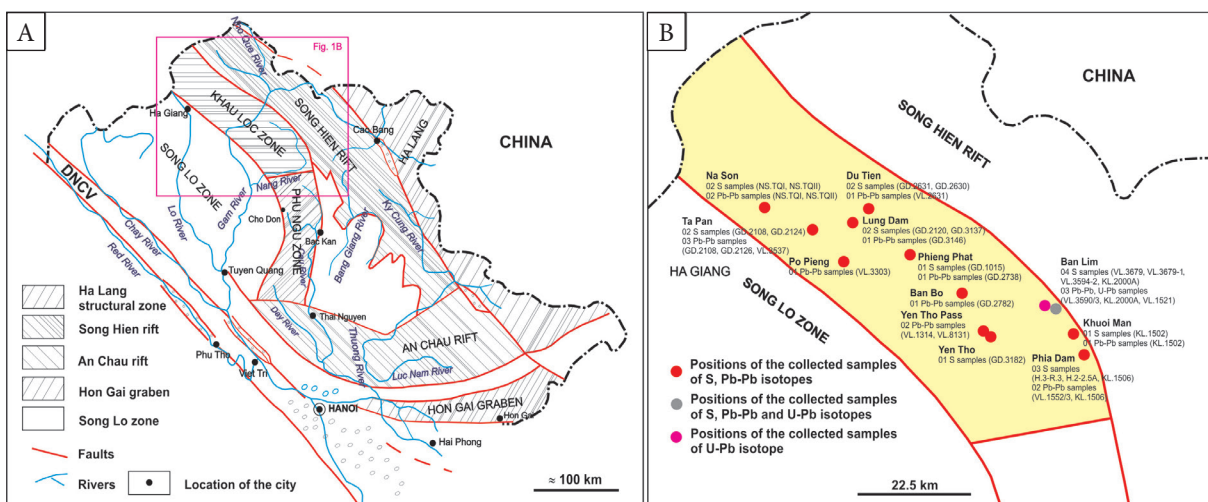 A
Fig. 1B
Nho Que River
Ha Giang
KHAU LOC ZONE
SONG HIEN RIFT
Cao Bang
HA LANG
CHINA
SONG LO ZONE
DNCV
Chay River
Red River
Lo River
Gam River
Nang River
Cho Don
PHU NGU ZONE
Bac Kan
Bang Giang River
Ky Cung River
Tuyen Quang
Thai Nguyen
Day River
Thuong River
AN CHAU RIFT
Luc Nam River
Phu Tho
Viet Tri
HANOI
HON GAI GRABEN
Hon Gai
Hai Phong
Ha Lang
structural zone
Song Hien rift
An Chau rift
Hon Gai graben
Song Lo zone
Faults
Rivers
Location of the city
≈ 100 km
B
CHINA
SONG HIEN RIFT
Na Son
02 S samples (NS.TQI, NS.TQII)
02 Pb-Pb samples (NS.TQI, NS.TQII)
Du Tien
02 S samples (GD.2631, GD.2630)
01 Pb-Pb samples (VL.2631)
Ta Pan
02 S samples (GD.2108, GD.2124)
03 Pb-Pb samples
(GD.2108, GD.2126, VL.2537)
Lung Dam
02 S samples (GD.2120, GD.3137)
01 Pb-Pb samples (GD.3146)
HA GIANG
Po Pieng
01 Pb-Pb samples (VL.3303)
Phieng Phat
01 S samples (GD.1015)
01 Pb-Pb samples (GD.2738)
Ban Lim
04 S samples (VL.3679, VL.3679-1,
VL.3594-2, KL.2000A)
03 Pb-Pb, U-Pb samples
(VL.3590/3, KL.2000A, VL.1521)
SONG LO ZONE
Ban Bo
01 Pb-Pb samples (GD.2782)
Yen Tho Pass
02 Pb-Pb samples
(VL.1314, VL.8131)
Yen Tho
01 S samples (GD.3182)
Khuoi Man
01 S samples (KL.1502)
01 Pb-Pb samples (KL.1502)
Phia Dam
03 S samples
(H.3-R.3, H.2-2.5A, KL.1506)
02 Pb-Pb samples
(VL.1552/3, KL.1506
Positions of the collected samples
of S, Pb-Pb isotopes
Positions of the collected samples
of S, Pb-Pb and U-Pb isotopes
Positions of the collected samples
of U-Pb isotope
22.5 km